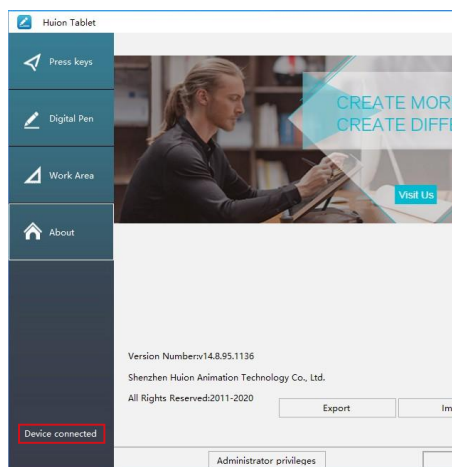 Huion Tablet
Press keys
Digital Pen
Work Area
About
Device connected
CREATE MOR
CREATE DIFF
Visit Us
Version Number:v14.8.95.1136
Shenzhen Huion Animation Technology Co., Ltd.
All Rights Reserved:2011-2020
Export
Im
Administrator privileges